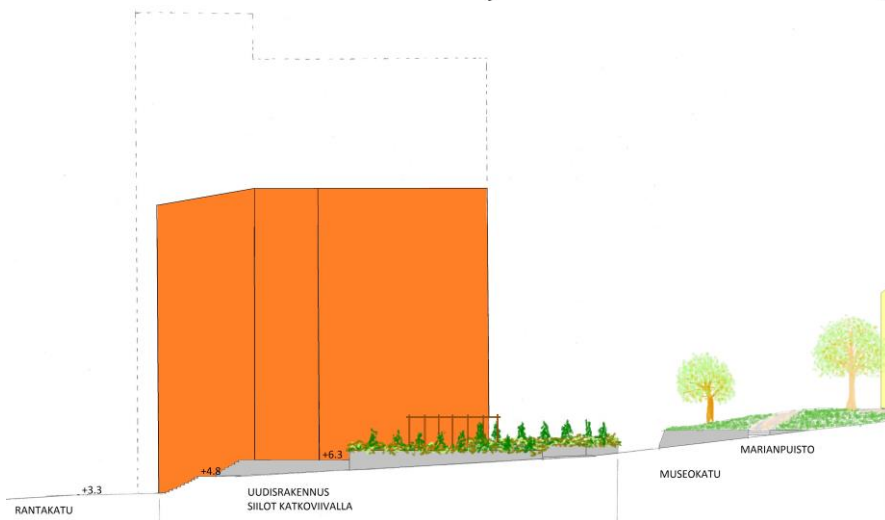 +6.3
+4.8
+3.3
RANTAKATU
UUDISRAKENNUS
SIILOT KATKOVIIVALLA
MUSEOKATU
MARIANPUISTO